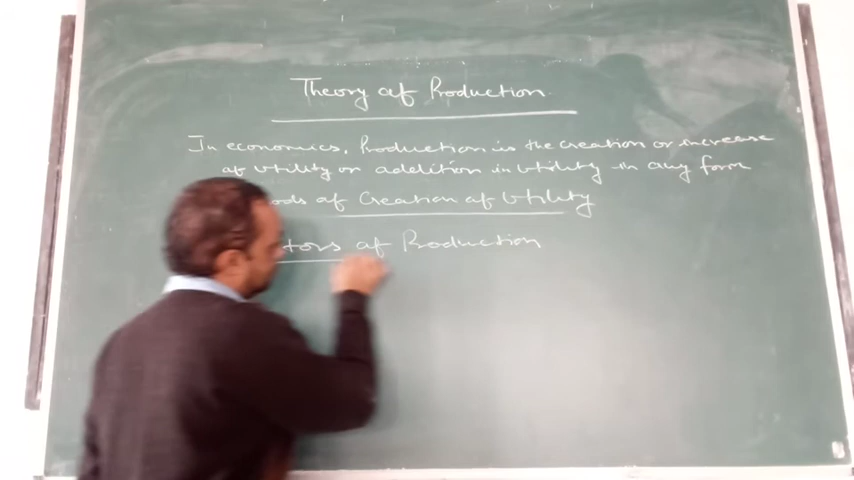 Theory of Production
In economics, Production is the creation or increase
of utility or addition in utility in any form
of Creation of Utility
of Production